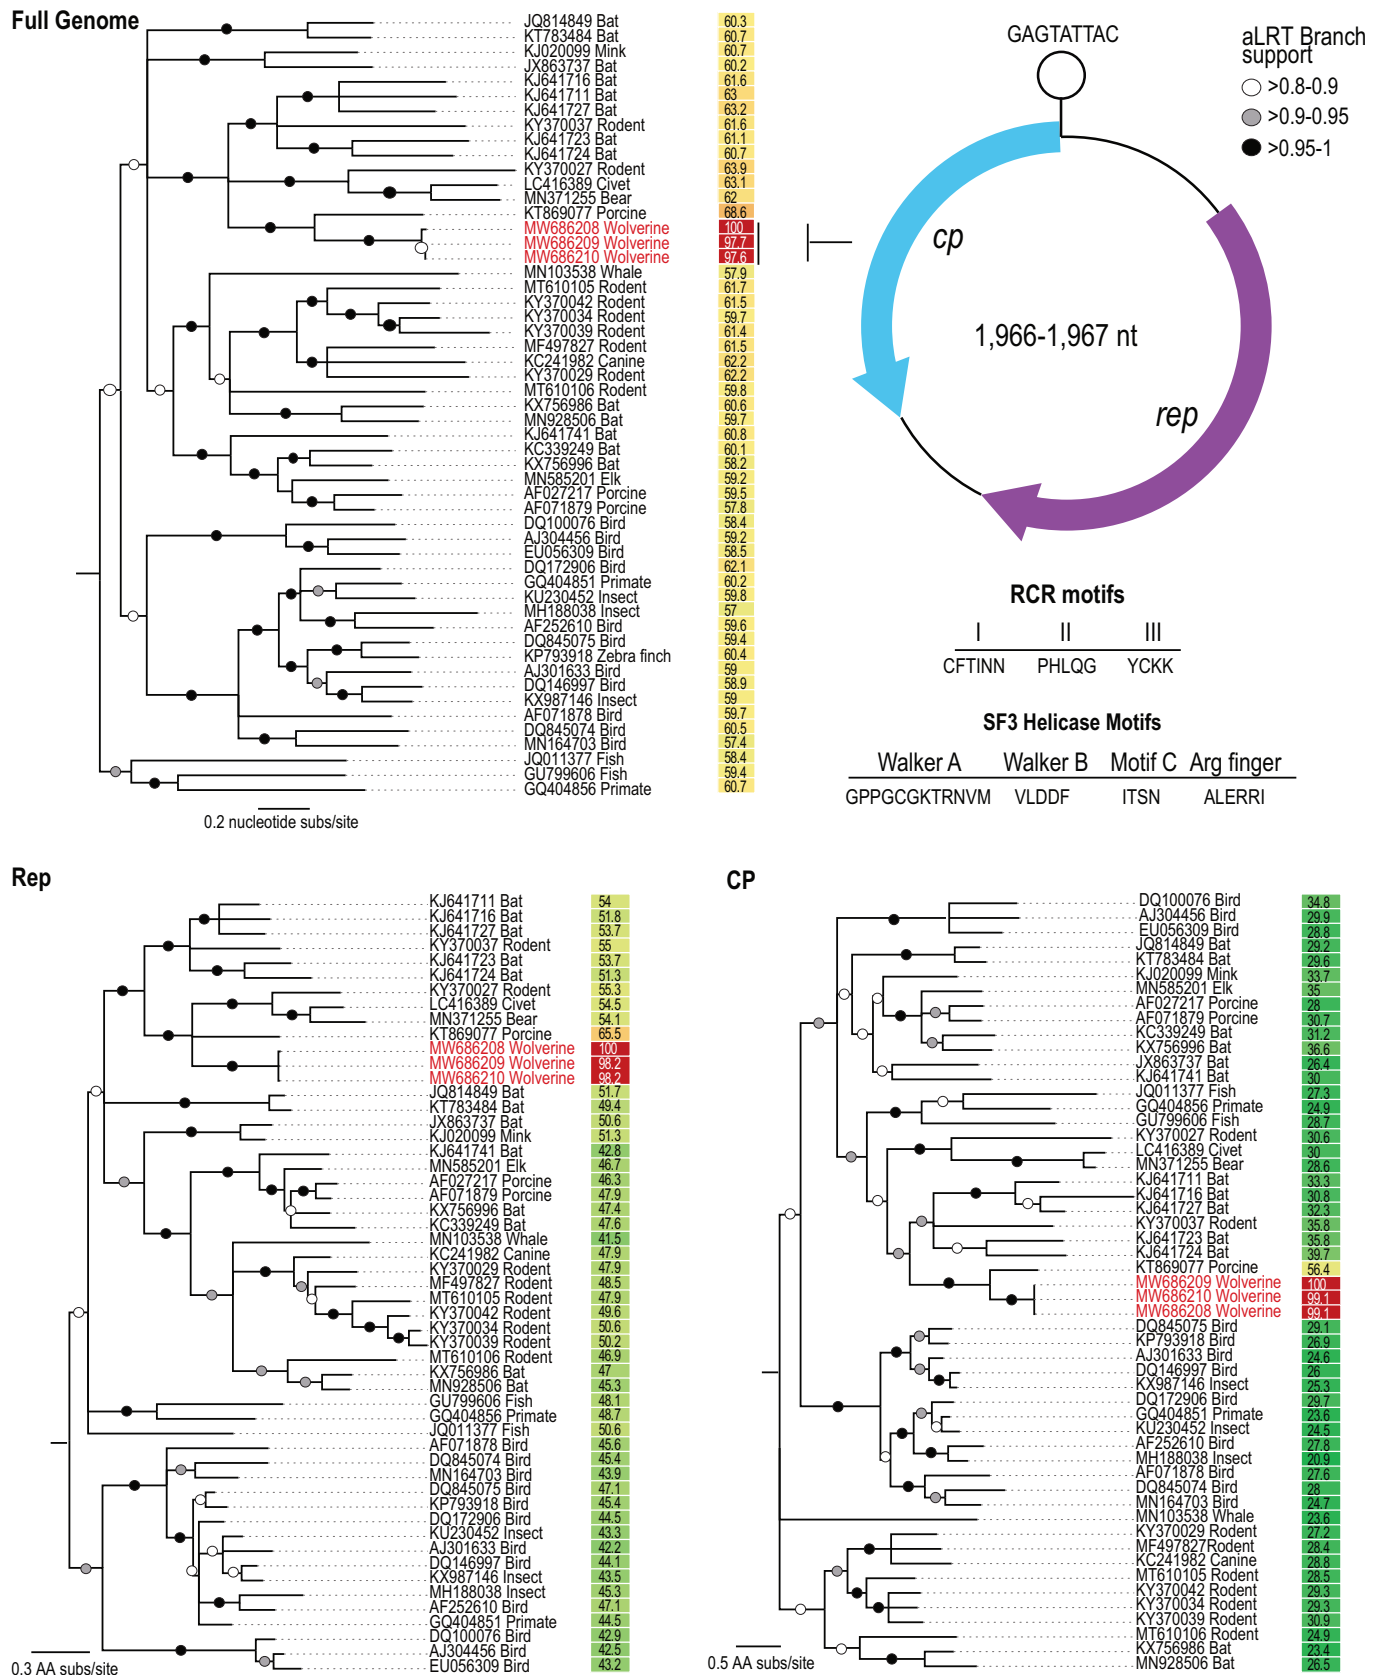 Full Genome
JQ814849 Bat 60.3
KT783484 Bat 60.7
KJ020099 Mink 60.7
JX863737 Bat 60.2
KJ641716 Bat 61.6
KJ641711 Bat 63
KJ641727 Bat 63.2
KY370037 Rodent 61.6
KJ641723 Bat 61.1
KJ641724 Bat 60.7
KY370027 Rodent 63.9
LC416389 Civet 63.1
MN371255 Bear 62
KT869077 Porcine 68.6
MW686208 Wolverine 100
MW686209 Wolverine 97.7
MW686210 Wolverine 97.6
MN103538 Whale 57.9
MT610105 Rodent 61.7
KY370042 Rodent 61.5
KY370034 Rodent 59.7
KY370039 Rodent 61.4
MF497827 Rodent 61.5
KC241982 Canine 62.2
KY370029 Rodent 62.2
MT610106 Rodent 59.8
KX756986 Bat 60.6
MN928506 Bat 59.7
KJ641741 Bat 60.8
KC339249 Bat 60.1
KX756996 Bat 58.2
MN585201 Elk 59.2
AF027217 Porcine 59.5
AF071879 Porcine 57.8
DQ100076 Bird 58.4
AJ304456 Bird 59.2
EU056309 Bird 58.5
DQ172906 Bird 62.1
GQ404851 Primate 60.2
KU230452 Insect 59.8
MH188038 Insect 57
AF252610 Bird 59.6
DQ845075 Bird 59.4
KP793918 Zebra finch 60.4
AJ301633 Bird 59
DQ146997 Bird 58.9
KX987146 Insect 59
AF071878 Bird 59.7
DQ845074 Bird 60.5
MN164703 Bird 57.4
JQ011377 Fish 58.4
GU799606 Fish 59.4
GQ404856 Primate 60.7
0.2 nucleotide subs/site
GAGTATTAC
aLRT Branch
support
>0.8-0.9
>0.9-0.95
>0.95-1
cp
1,966-1,967 nt
rep
RCR motifs
I II III
CFTINN PHLQG YCKK
SF3 Helicase Motifs
Walker A Walker B Motif C Arg finger
GPPGCGKTRNVM VLDDF ITSN ALERRI
Rep
KJ641711 Bat 54
KJ641716 Bat 51.8
KJ641727 Bat 53.7
KY370037 Rodent 55
KJ641723 Bat 53.7
KJ641724 Bat 51.3
KY370027 Rodent 55.3
LC416389 Civet 54.5
MN371255 Bear 54.1
KT869077 Porcine 65.5
MW686208 Wolverine 100
MW686209 Wolverine 98.2
MW686210 Wolverine 98.2
JQ814849 Bat 51.7
KT783484 Bat 49.4
JX863737 Bat 50.6
KJ020099 Mink 51.3
KJ641741 Bat 42.8
MN585201 Elk 46.7
AF027217 Porcine 46.3
AF071879 Porcine 47.9
KX756996 Bat 47.4
KC339249 Bat 47.6
MN103538 Whale 41.5
KC241982 Canine 47.9
KY370029 Rodent 47.9
MF497827 Rodent 48.5
MT610105 Rodent 47.9
KY370042 Rodent 49.6
KY370034 Rodent 50.6
KY370039 Rodent 50.2
MT610106 Rodent 46.9
KX756986 Bat 47
MN928506 Bat 45.3
GU799606 Fish 48.1
GQ404856 Primate 48.7
JQ011377 Fish 50.6
AF071878 Bird 45.6
DQ845074 Bird 45.4
MN164703 Bird 43.9
DQ845075 Bird 47.1
KP793918 Bird 45.4
DQ172906 Bird 44.5
KU230452 Insect 43.3
AJ301633 Bird 42.2
DQ146997 Bird 44.1
KX987146 Insect 43.5
MH188038 Insect 45.3
AF252610 Bird 47.1
GQ404851 Primate 44.5
DQ100076 Bird 42.9
AJ304456 Bird 42.5
EU056309 Bird 43.2
0.3 AA subs/site
CP
DQ100076 Bird 34.8
AJ304456 Bird 29.9
EU056309 Bird 28.8
JQ814849 Bat 29.2
KT783484 Bat 29.6
KJ020099 Mink 33.7
MN585201 Elk 35
AF027217 Porcine 28
AF071879 Porcine 30.7
KC339249 Bat 31.2
KX756996 Bat 36.6
JX863737 Bat 26.4
KJ641741 Bat 30
JQ011377 Fish 27.3
GQ404856 Primate 24.9
GU799606 Fish 28.7
KY370027 Rodent 30.6
LC416389 Civet 30
MN371255 Bear 28.6
KJ641711 Bat 33.3
KJ641716 Bat 30.8
KJ641727 Bat 32.3
KY370037 Rodent 35.8
KJ641723 Bat 35.8
KJ641724 Bat 39.7
KT869077 Porcine 56.4
MW686209 Wolverine 100
MW686210 Wolverine 99.1
MW686208 Wolverine 99.1
DQ845075 Bird 29.1
KP793918 Bird 26.9
AJ301633 Bird 24.6
DQ146997 Bird 26
KX987146 Insect 25.3
DQ172906 Bird 29.7
GQ404851 Primate 23.6
KU230452 Insect 24.5
AF252610 Bird 27.8
MH188038 Insect 20.9
AF071878 Bird 27.6
DQ845074 Bird 28
MN164703 Bird 24.7
MN103538 Whale 23.6
KY370029 Rodent 27.2
MF497827Rodent 28.4
KC241982 Canine 28.8
MT610105 Rodent 28.5
KY370042 Rodent 29.3
KY370034 Rodent 29.3
KY370039 Rodent 30.9
MT610106 Rodent 24.9
KX756986 Bat 23.4
MN928506 Bat 26.5
0.5 AA subs/site